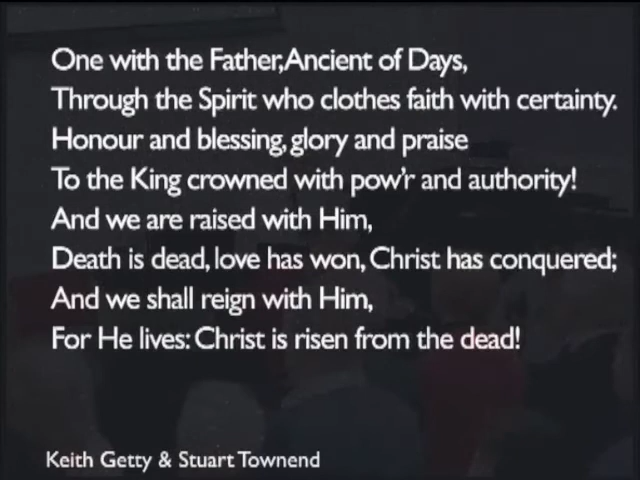 One with the Father,Ancient of Days,
Through the Spirit who clothes faith with certainty.
Honour and blessing, glory and praise
To the King crowned with pow'r and authority!
And we are raised with Him,
Death is dead, love has won, Christ has conquered;
And we shall reign with Him,
For He lives: Christ is risen from the dead!
Keith Getty & Stuart Townend